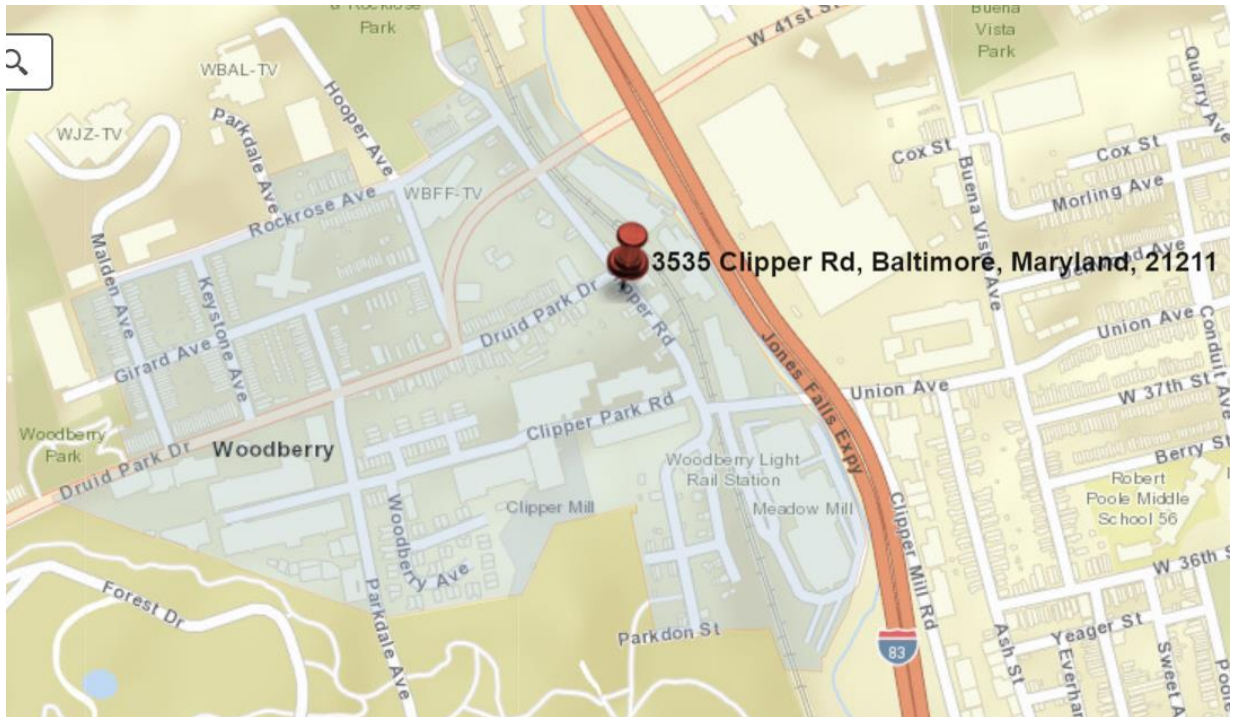 & Rockrose
Park
WBAL-TV
WJZ-TV
Hooper Ave
Parkdale Ave
WBFF-TV
Rockrose Ave
W 41st St
Buena
Vista
Park
Quarry Ave
Cox St
Cox St
Buena Vista Ave
Morling Ave
3535 Clipper Rd, Baltimore, Maryland, 21211
Malden Ave
Keystone Ave
Girard Ave
Druid Park Dr
Clipper Rd
Jones Falls Expy
Union Ave
Union Ave
Conduit Ave
W 37th St
Berry St
Woodberry
Park
Druid Park Dr
Woodberry
Clipper Park Rd
Woodberry Light
Rail Station
Clipper Mill
Meadow Mill
Robert
Poole Middle
School 56
Clipper Mill Rd
W 36th S
Woodberry Ave
Parkdale Ave
Forest Dr
Parkdon St
83
Ash St
Yeager St
Everhar
Sweet A
Poole